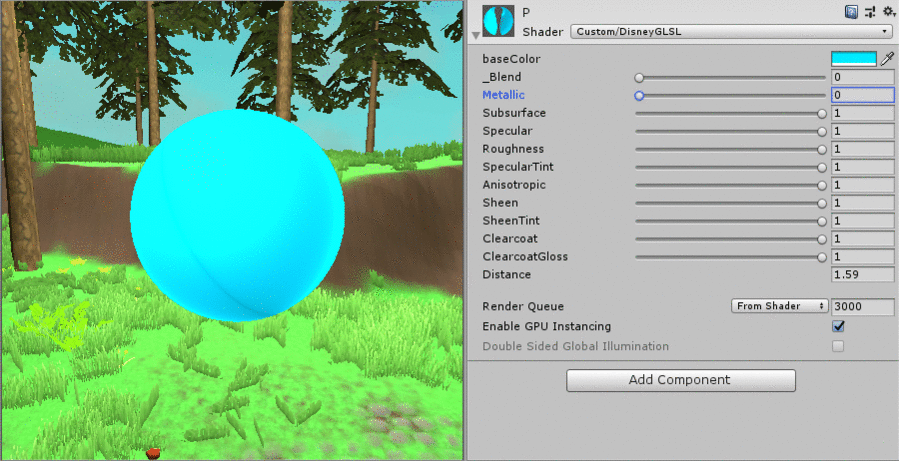 P
Shader Custom/DisneyGLSL
baseColor
_Blend 0
Metallic 0
Subsurface 1
Specular 1
Roughness 1
SpecularTint 1
Anisotropic 1
Sheen 1
SheenTint 1
Clearcoat 1
ClearcoatGloss 1
Distance 1.59
Render Queue From Shader 3000
Enable GPU Instancing
Double Sided Global Illumination
Add Component